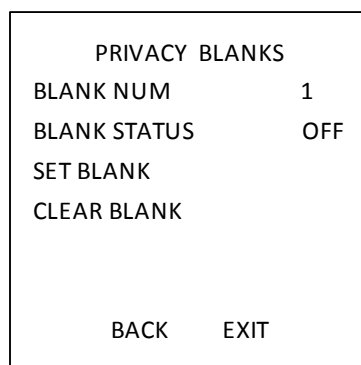 PRIVACY BLANKS
BLANK NUM 1
BLANK STATUS OFF
SET BLANK
CLEAR BLANK
BACK EXIT